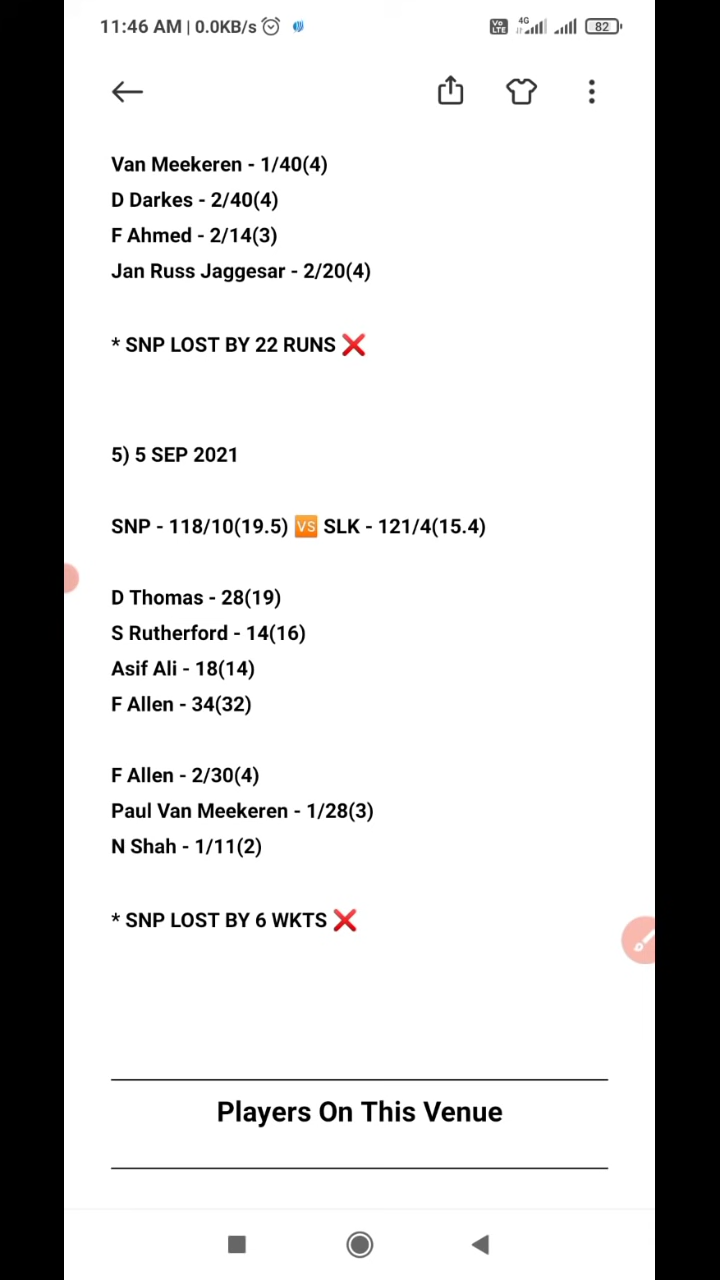 11:46 AM | 0.0KB/s
Vo LTE 4G 82
Van Meekeren - 1/40(4)
D Darkes - 2/40(4)
F Ahmed - 2/14(3)
Jan Russ Jaggesar - 2/20(4)
* SNP LOST BY 22 RUNS ❌
5) 5 SEP 2021
SNP - 118/10(19.5) 🆚 SLK - 121/4(15.4)
D Thomas - 28(19)
S Rutherford - 14(16)
Asif Ali - 18(14)
F Allen - 34(32)
F Allen - 2/30(4)
Paul Van Meekeren - 1/28(3)
N Shah - 1/11(2)
* SNP LOST BY 6 WKTS ❌
Players On This Venue